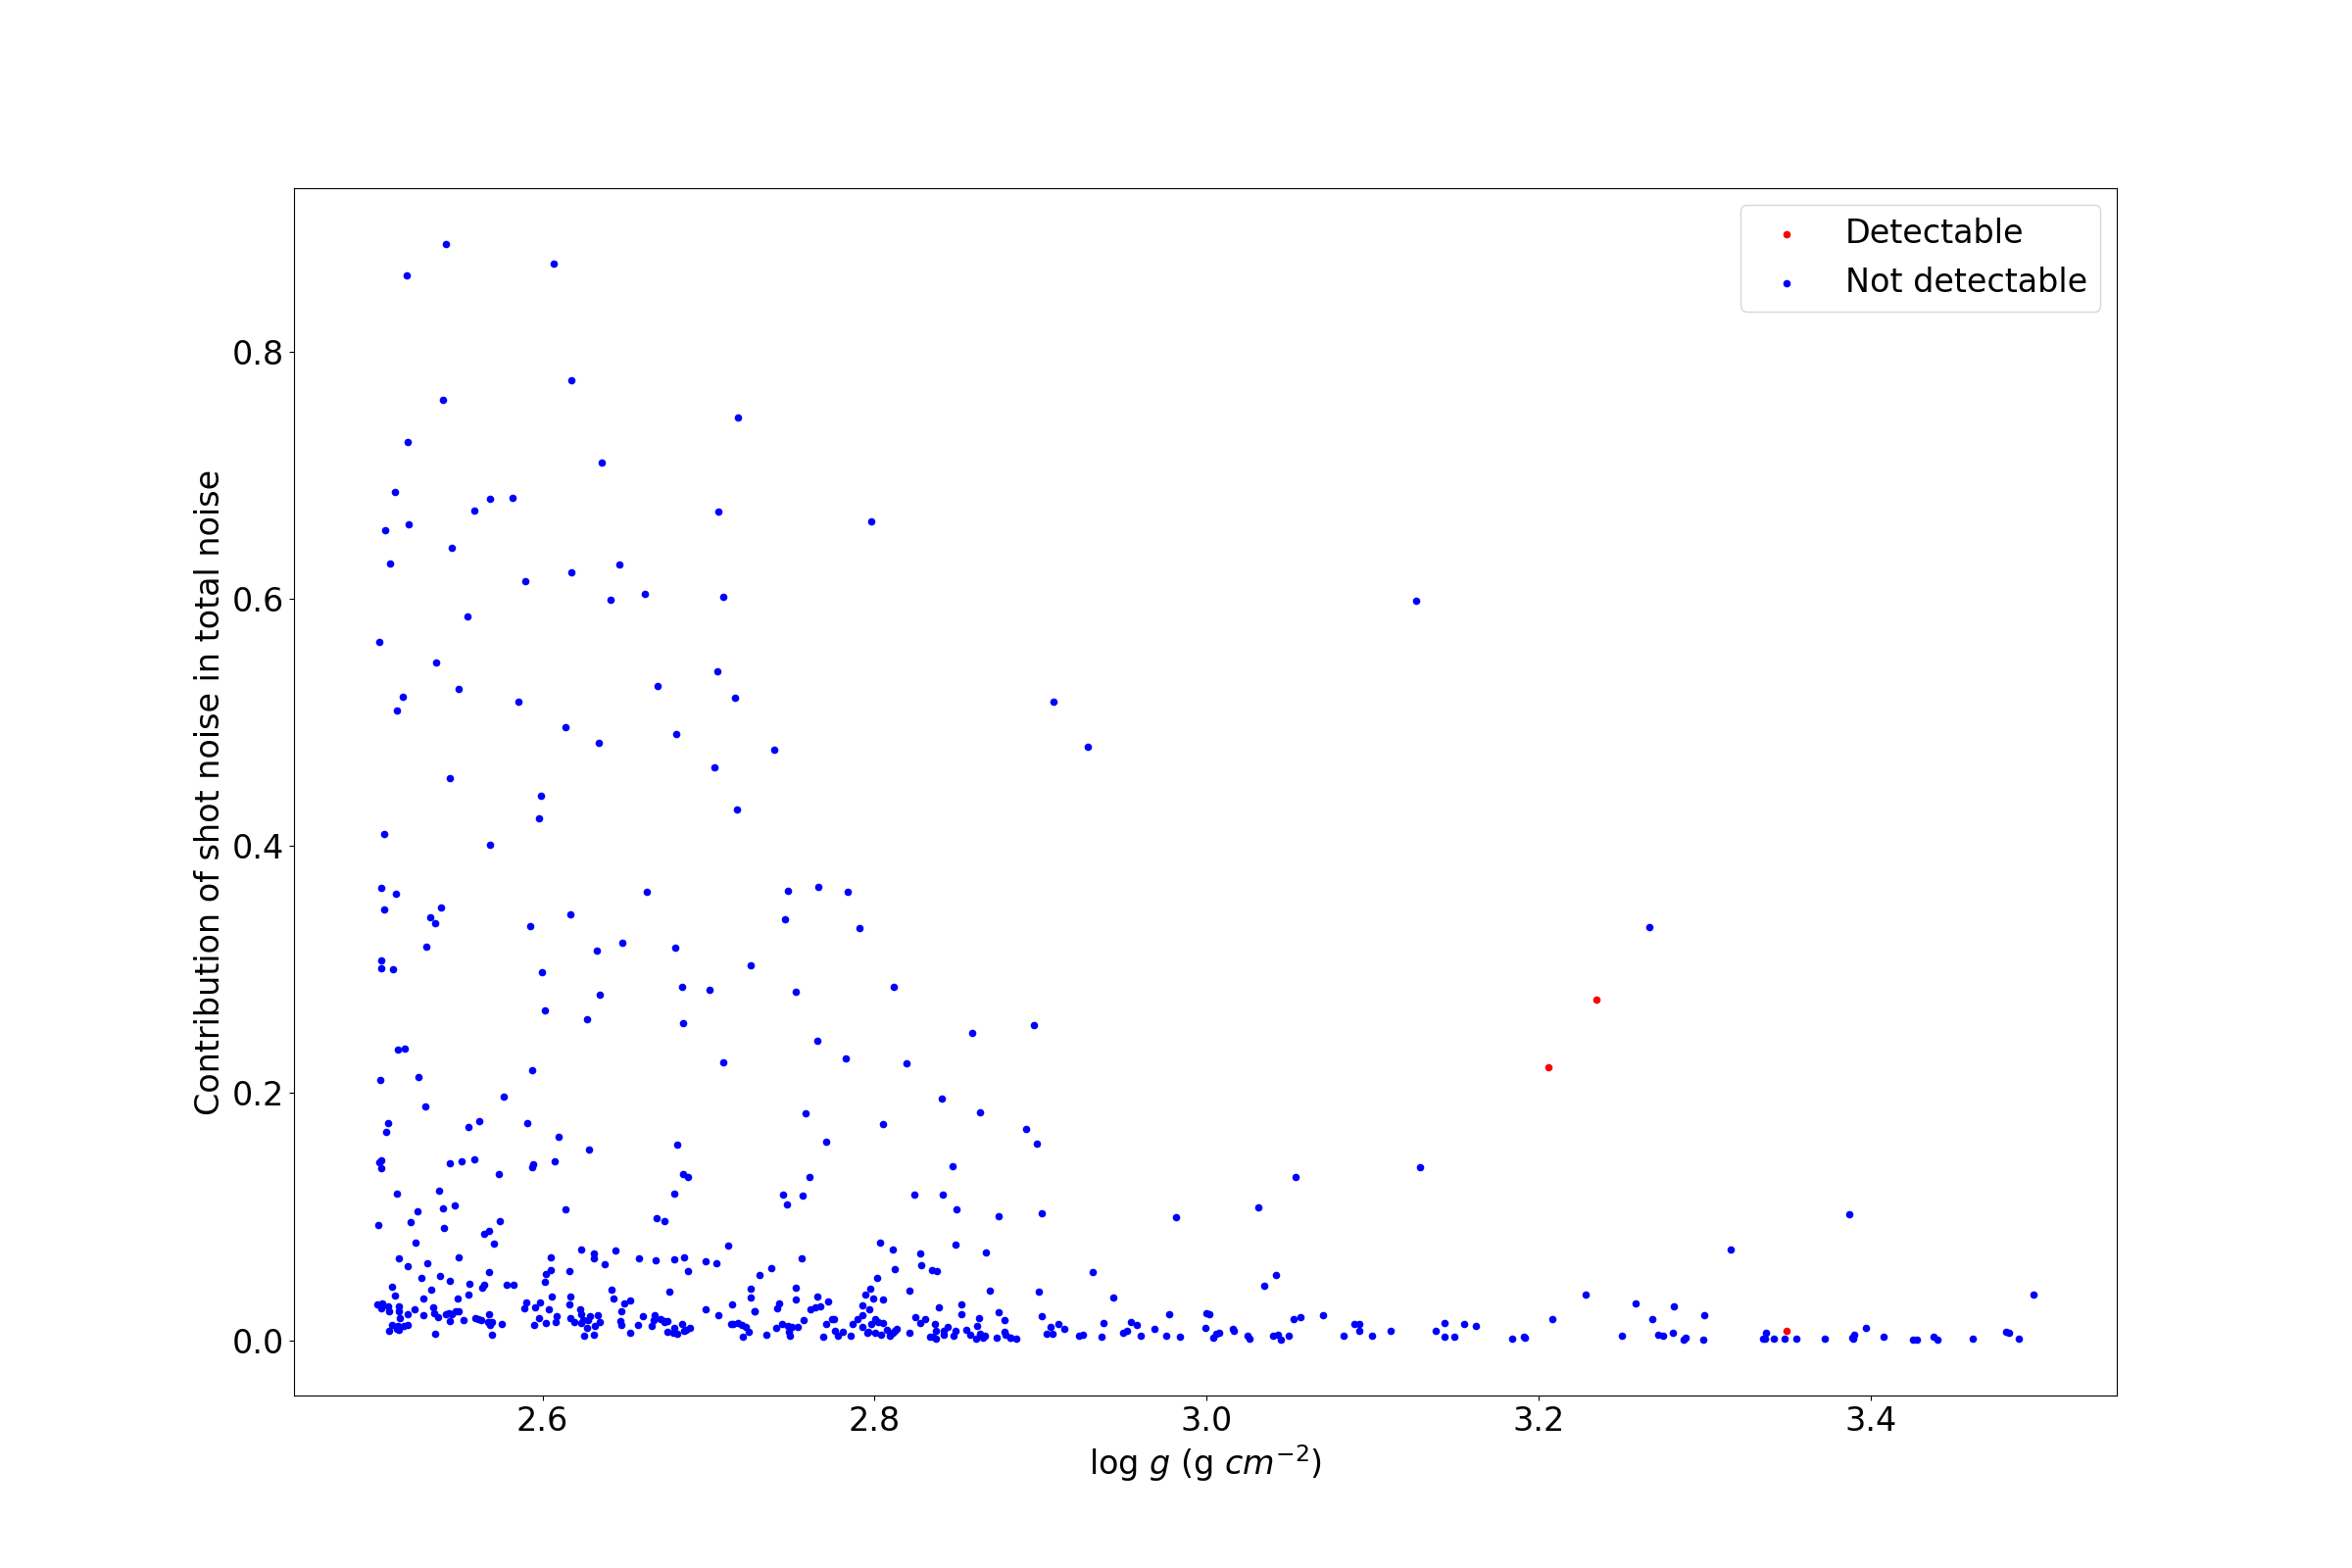 Detectable
Not detectable
Contribution of shot noise in total noise
0.8
0.6
0.4
0.2
0.0
2.6 2.8 3.0 3.2 3.4
log g (g cm⁻²)